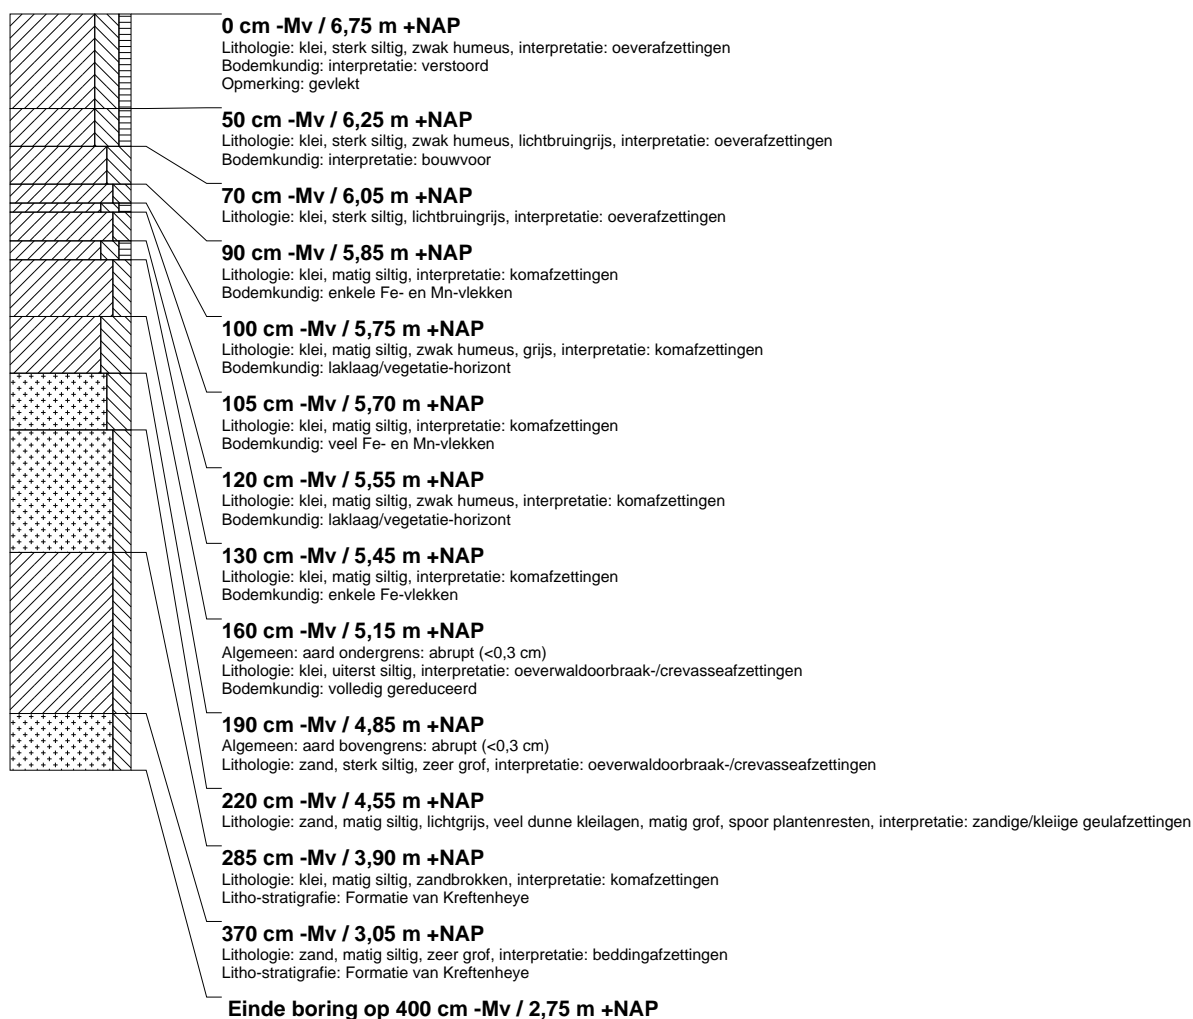 0 cm -Mv / 6,75 m +NAP
Lithologie: klei, sterk siltig, zwak humeus, interpretatie: oeverafzettingen
Bodemkundig: interpretatie: verstoord
Opmerking: gevlekt
50 cm -Mv / 6,25 m +NAP
Lithologie: klei, sterk siltig, zwak humeus, lichtbruingrijs, interpretatie: oeverafzettingen
Bodemkundig: interpretatie: bouwvoor
70 cm -Mv / 6,05 m +NAP
Lithologie: klei, sterk siltig, lichtbruingrijs, interpretatie: oeverafzettingen
90 cm -Mv / 5,85 m +NAP
Lithologie: klei, matig siltig, interpretatie: komafzettingen
Bodemkundig: enkele Fe- en Mn-vlekken
100 cm -Mv / 5,75 m +NAP
Lithologie: klei, matig siltig, zwak humeus, grijs, interpretatie: komafzettingen
Bodemkundig: laklaag/vegetatie-horizont
105 cm -Mv / 5,70 m +NAP
Lithologie: klei, matig siltig, interpretatie: komafzettingen
Bodemkundig: veel Fe- en Mn-vlekken
120 cm -Mv / 5,55 m +NAP
Lithologie: klei, matig siltig, zwak humeus, interpretatie: komafzettingen
Bodemkundig: laklaag/vegetatie-horizont
130 cm -Mv / 5,45 m +NAP
Lithologie: klei, matig siltig, interpretatie: komafzettingen
Bodemkundig: enkele Fe-vlekken
160 cm -Mv / 5,15 m +NAP
Algemeen: aard ondergrens: abrupt (<0,3 cm)
Lithologie: klei, uiterst siltig, interpretatie: oeverwaldoorbraak-/crevasseafzettingen
Bodemkundig: volledig gereduceerd
190 cm -Mv / 4,85 m +NAP
Algemeen: aard bovengrens: abrupt (<0,3 cm)
Lithologie: zand, sterk siltig, zeer grof, interpretatie: oeverwaldoorbraak-/crevasseafzettingen
220 cm -Mv / 4,55 m +NAP
Lithologie: zand, matig siltig, lichtgrijs, veel dunne kleilagen, matig grof, spoor plantenresten, interpretatie: zandige/kleiige geulafzettingen
285 cm -Mv / 3,90 m +NAP
Lithologie: klei, matig siltig, zandbrokken, interpretatie: komafzettingen
Litho-stratigrafie: Formatie van Kreftenheye
370 cm -Mv / 3,05 m +NAP
Lithologie: zand, matig siltig, zeer grof, interpretatie: beddingafzettingen
Litho-stratigrafie: Formatie van Kreftenheye
Einde boring op 400 cm -Mv / 2,75 m +NAP